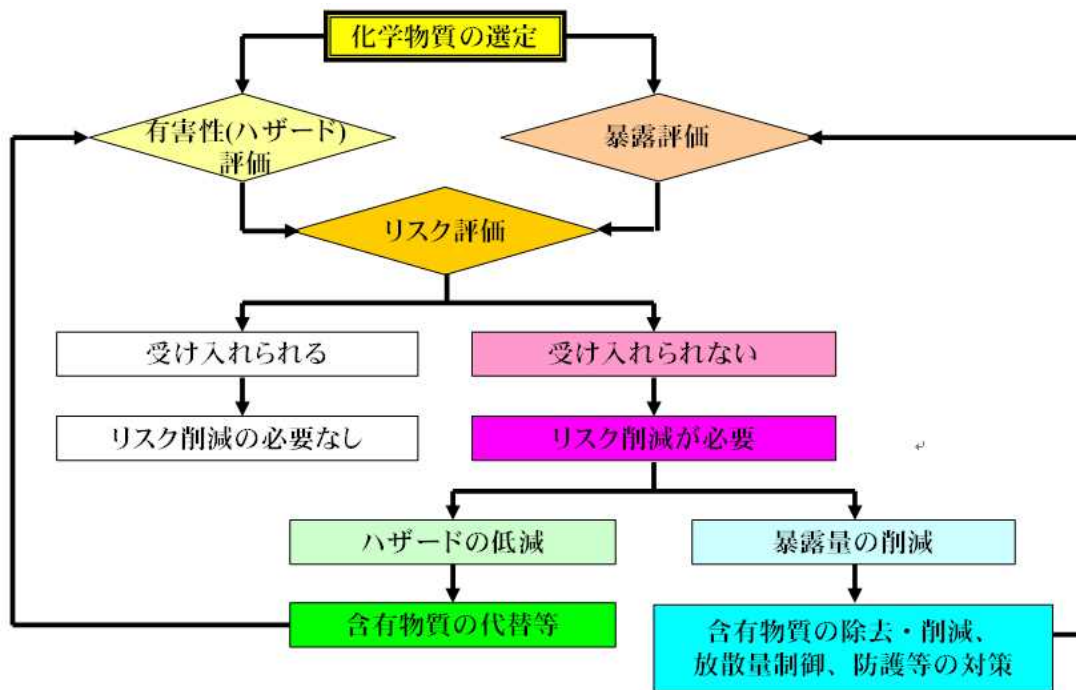 化学物質の選定
有害性(ハザード)
評価
暴露評価
リスク評価
受け入れられる
受け入れられない
リスク削減の必要なし
リスク削減が必要
ハザードの低減
暴露量の削減
含有物質の代替等
含有物質の除去・削減、
放散量制御、防護等の対策